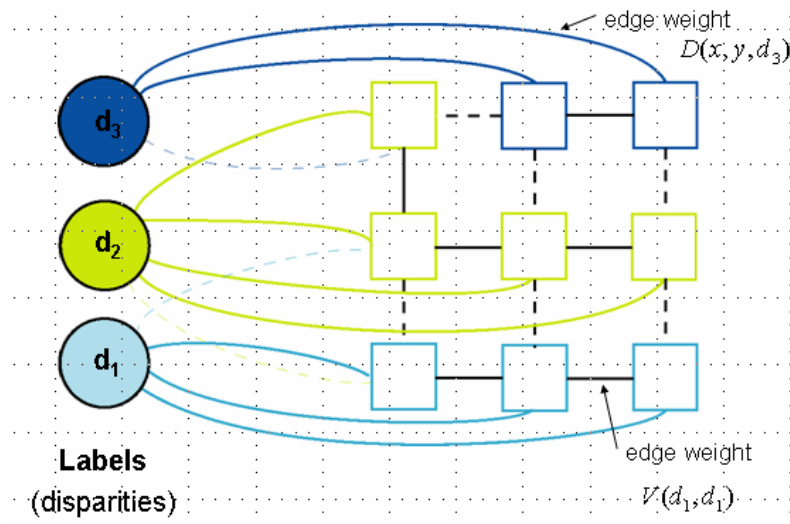 edge weight
D(x, y, d₃)
d₃
d₂
d₁
edge weight
Labels
(disparities)
V(d₁, d₁)